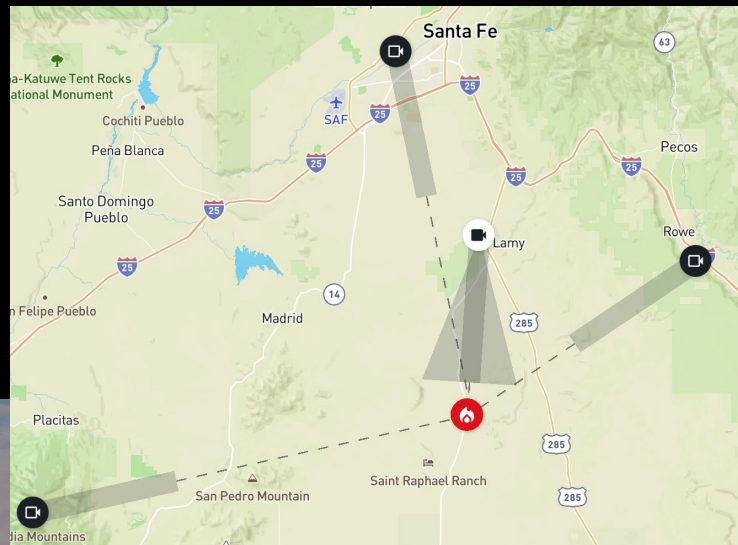 Santa Fe
63
na-Katuwe Tent Rocks
ational Monument
25
SAF
25
Cochiti Pueblo
Peña Blanca
25
Pecos
25
25
Santo Domingo
Pueblo
25
Rowe
Lamy
25
25
14
n Felipe Pueblo
Madrid
285
Placitas
285
Saint Raphael Ranch
San Pedro Mountain
285
dia Mountains